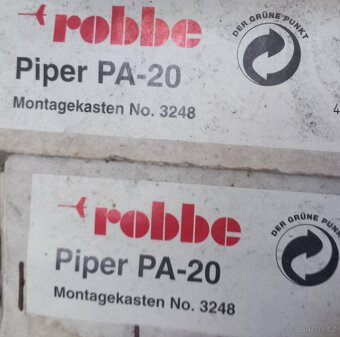 robbe
DER GRÜNE PUNKT
Piper PA-20
Montagekasten No. 3248
4
robbe
DER GRÜNE PUNKT
Piper PA-20
Montagekasten No. 3248